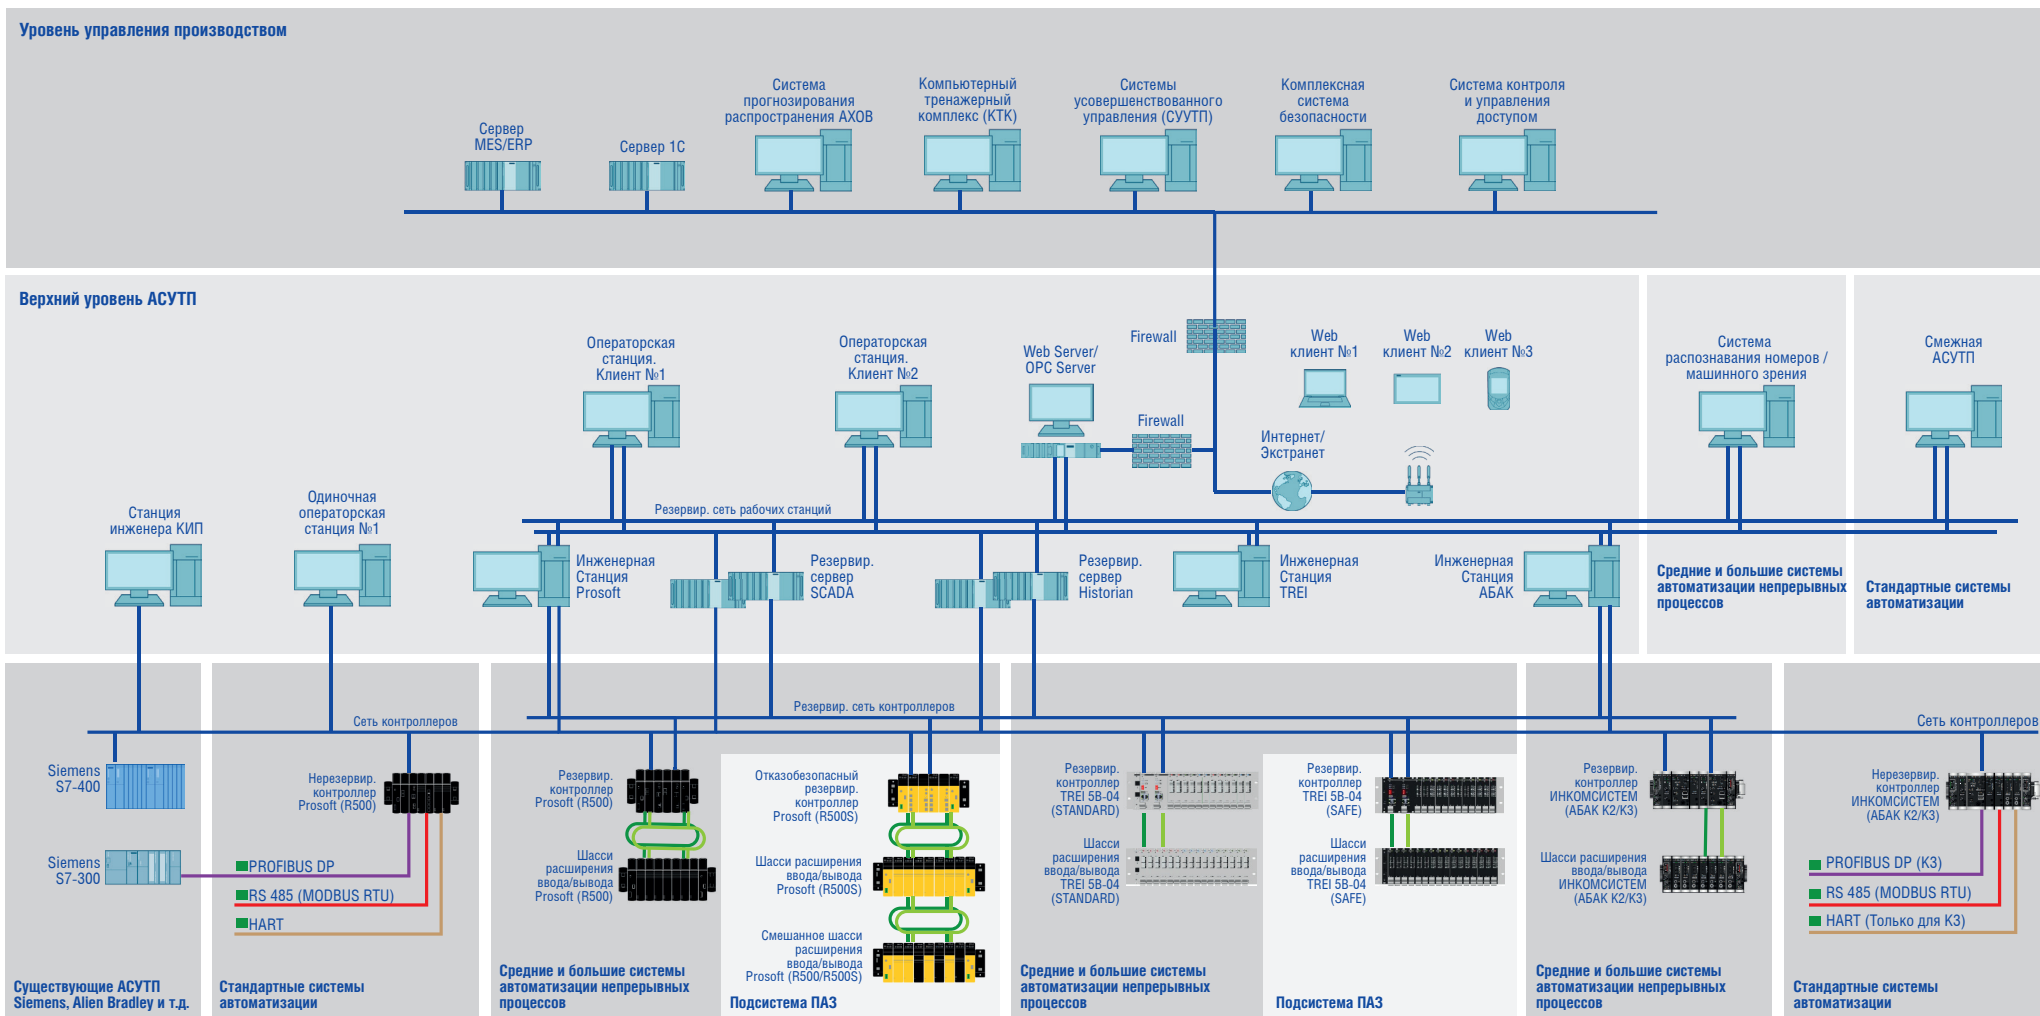 Уровень управления производством
Сервер
MES/ERP
Сервер 1С
Система
прогнозирования
распространения АХОВ
Компьютерный
тренажерный
комплекс (КТК)
Системы
усовершенствованного
управления (СУУТП)
Комплексная
система
безопасности
Система контроля
и управления
доступом
Верхний уровень АСУТП
Операторская
станция.
Клиент №1
Операторская
станция.
Клиент №2
Web Server/
OPC Server
Firewall
Firewall
Web
клиент №1
Web
клиент №2
Web
клиент №3
Интернет/
Экстранет
Система
распознавания номеров /
машинного зрения
Смежная
АСУТП
Станция
инженера КИП
Одиночная
операторская
станция №1
Резервир. сеть рабочих станций
Инженерная
Станция
Prosoft
Резервир.
сервер
SCADA
Резервир.
сервер
Historian
Инженерная
Станция
TREI
Инженерная
Станция
АБАК
Средние и большие системы
автоматизации непрерывных
процессов
Стандартные системы
автоматизации
Сеть контроллеров
Резервир. сеть контроллеров
Сеть контроллеров
Siemens
S7-400
Siemens
S7-300
Нерезервир.
контроллер
Prosoft (R500)
PROFIBUS DP
RS 485 (MODBUS RTU)
HART
Резервир.
контроллер
Prosoft (R500)
Шасси
расширения
ввода/вывода
Prosoft (R500)
Отказобезопасный
резервир.
контроллер
Prosoft (R500S)
Шасси расширения
ввода/вывода
Prosoft (R500S)
Смешанное шасси
расширения
ввода/вывода
Prosoft (R500/R500S)
Резервир.
контроллер
TREI 5B-04
(STANDARD)
Шасси
расширения
ввода/вывода
TREI 5B-04
(STANDARD)
Резервир.
контроллер
TREI 5B-04
(SAFE)
Шасси
расширения
ввода/вывода
TREI 5B-04
(SAFE)
Резервир.
контроллер
ИНКОМСИСТЕМ
(АБАК К2/К3)
Шасси расширения
ввода/вывода
ИНКОМСИСТЕМ
(АБАК К2/К3)
Нерезервир.
контроллер
ИНКОМСИСТЕМ
(АБАК К2/К3)
PROFIBUS DP (К3)
RS 485 (MODBUS RTU)
HART (Только для К3)
Существующие АСУТП
Siemens, Alien Bradley и т.д.
Стандартные системы
автоматизации
Средние и большие системы
автоматизации непрерывных
процессов
Подсистема ПАЗ
Средние и большие системы
автоматизации непрерывных
процессов
Подсистема ПАЗ
Средние и большие системы
автоматизации непрерывных
процессов
Стандартные системы
автоматизации